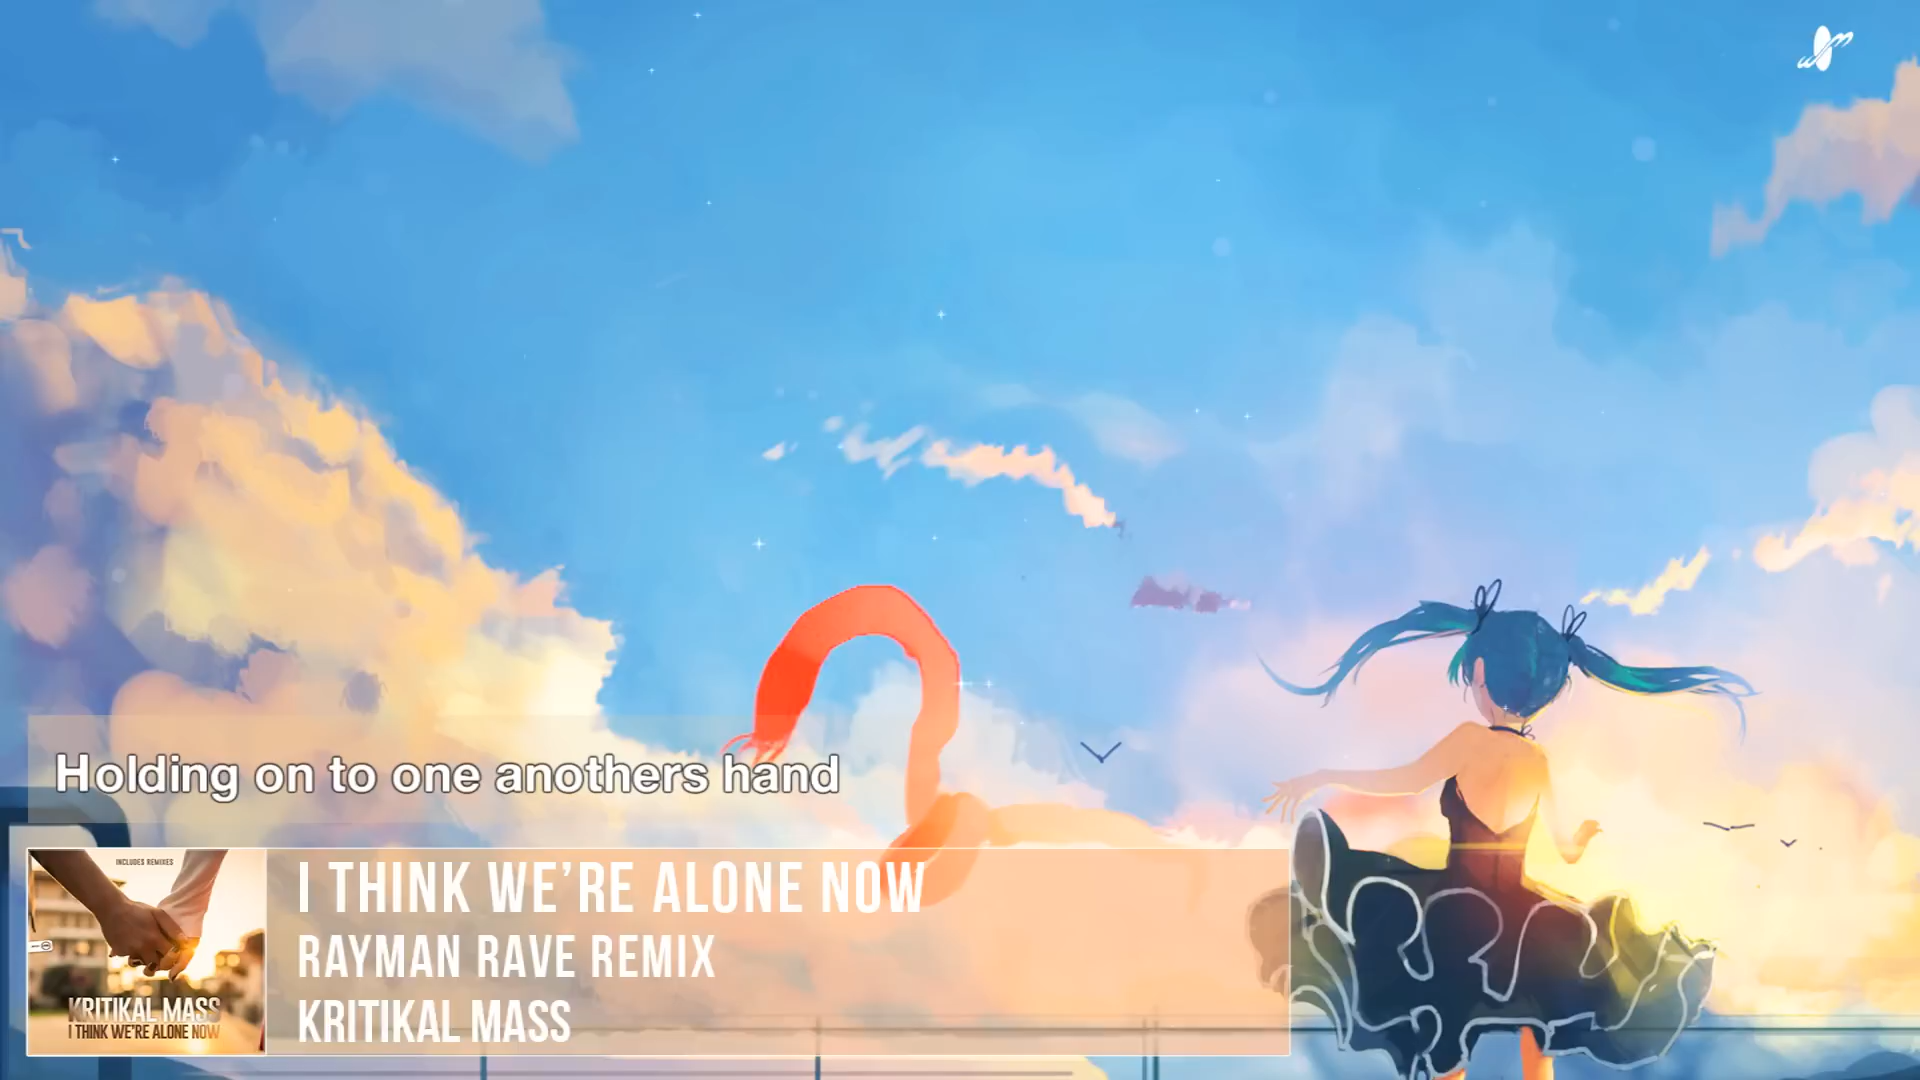 Holding on to one anothers hand
INCLUDES REMIXES
KRITIKAL MASS
I THINK WE'RE ALONE NOW
I THINK WE'RE ALONE NOW
RAYMAN RAVE REMIX
KRITIKAL MASS